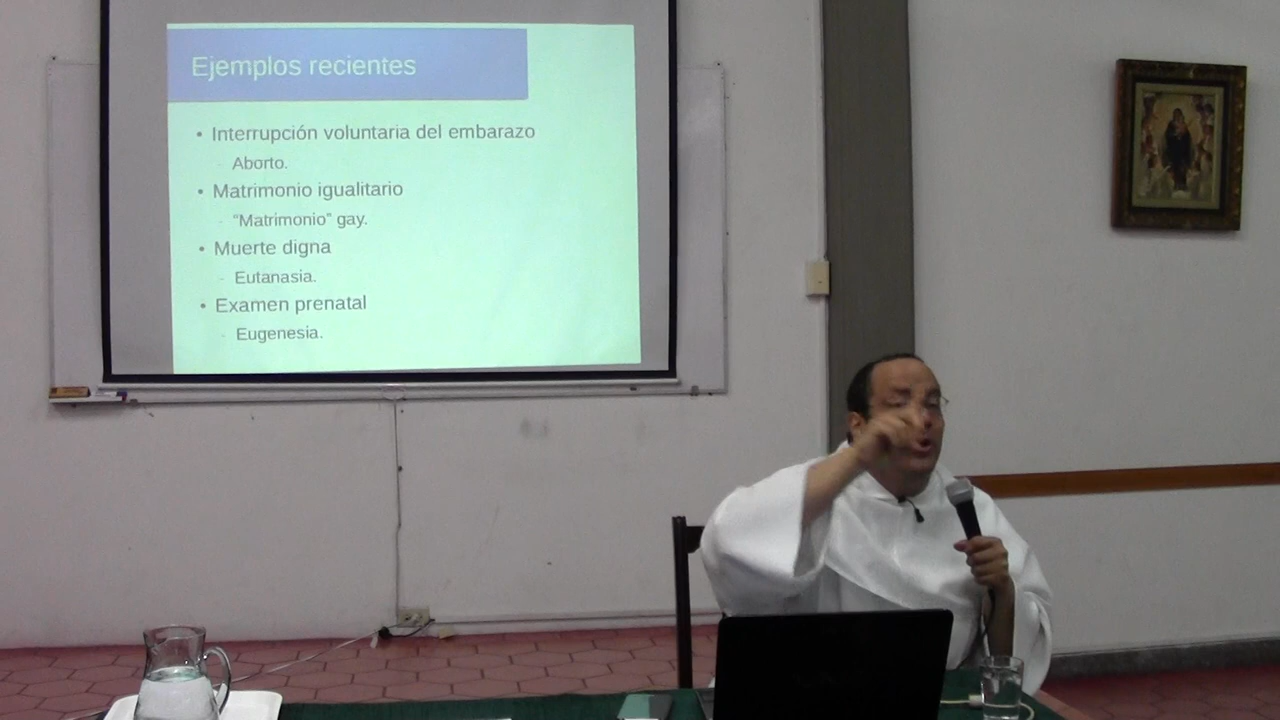 Ejemplos recientes
• Interrupción voluntaria del embarazo
- Aborto.
• Matrimonio igualitario
- “Matrimonio” gay.
• Muerte digna
- Eutanasia.
• Examen prenatal
- Eugenesia.